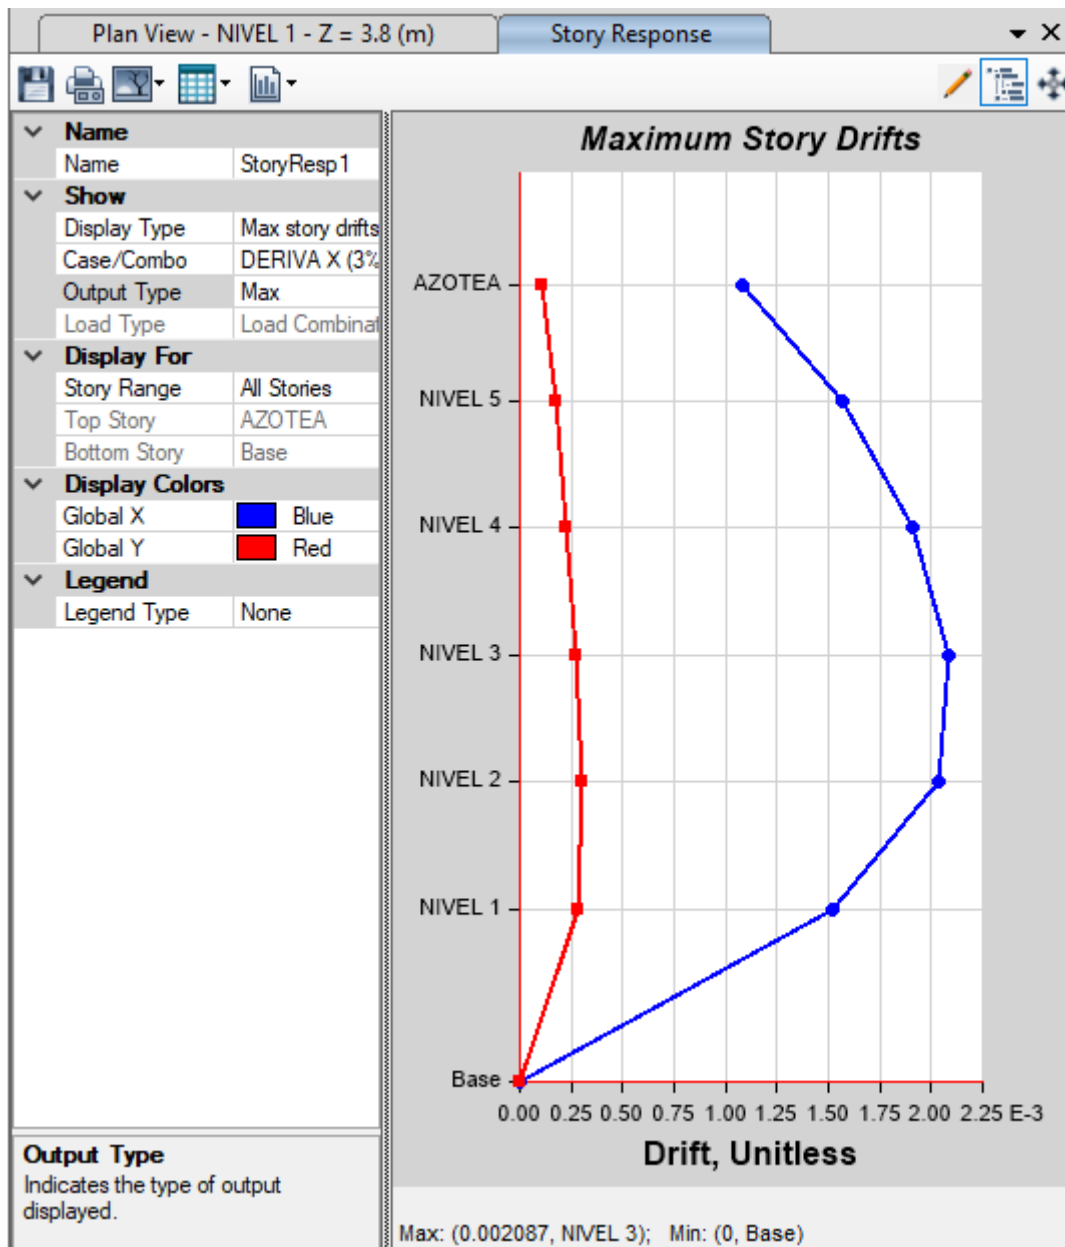 Plan View - NIVEL 1 - Z = 3.8 (m)
Story Response
Name
Name StoryResp1
Show
Display Type Max story drifts
Case/Combo DERIVA X (3%
Output Type Max
Load Type Load Combinat
Display For
Story Range All Stories
Top Story AZOTEA
Bottom Story Base
Display Colors
Global X Blue
Global Y Red
Legend
Legend Type None
Output Type
Indicates the type of output
displayed.
Maximum Story Drifts
AZOTEA
NIVEL 5
NIVEL 4
NIVEL 3
NIVEL 2
NIVEL 1
Base
0.00 0.25 0.50 0.75 1.00 1.25 1.50 1.75 2.00 2.25 E-3
Drift, Unitless
Max: (0.002087, NIVEL 3); Min: (0, Base)